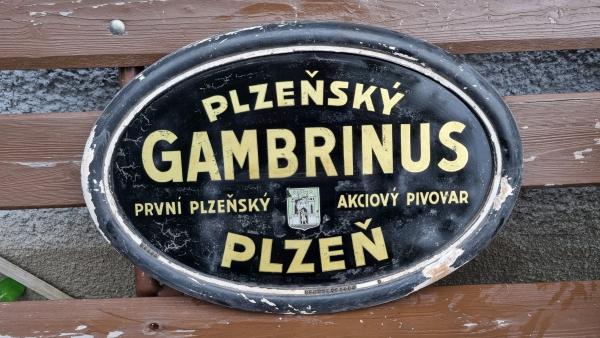 PLZEŇSKÝ
GAMBRINUS
PRVNÍ PLZEŇSKÝ AKCIOVÝ PIVOVAR
PLZEŇ